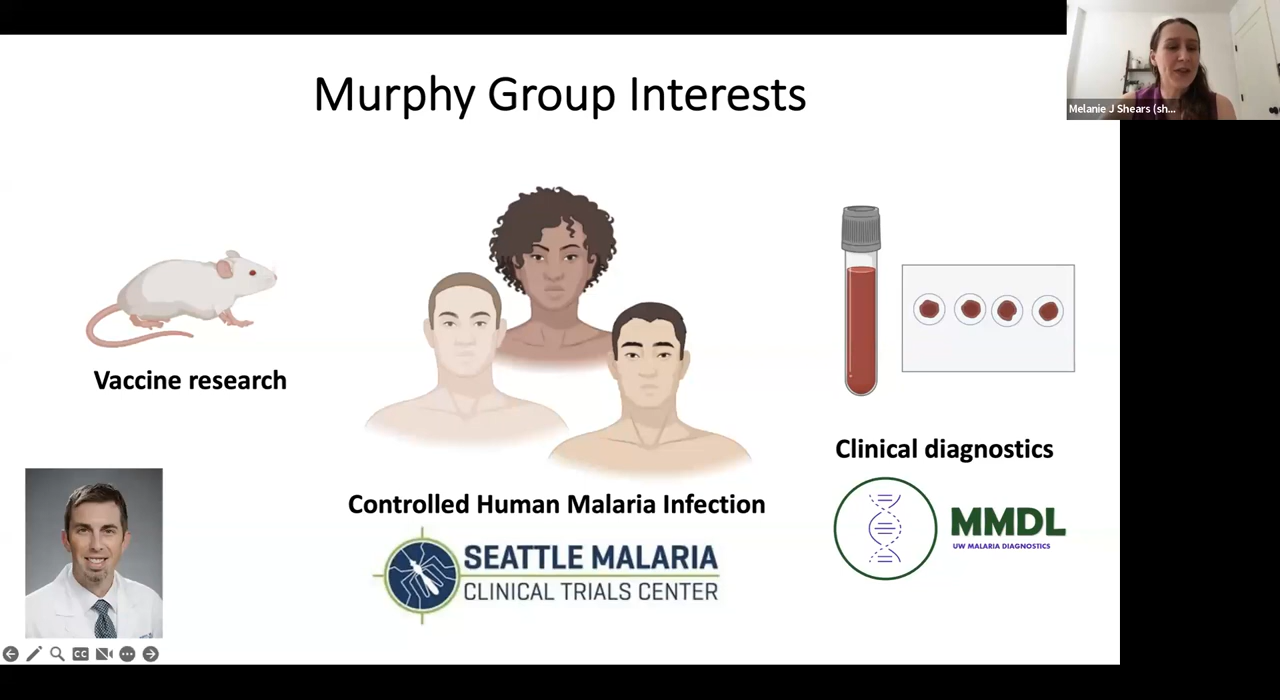 Murphy Group Interests
Melanie J Shears (sh...
Vaccine research
Controlled Human Malaria Infection
SEATTLE MALARIA
CLINICAL TRIALS CENTER
Clinical diagnostics
MMDL
UW MALARIA DIAGNOSTICS
CC